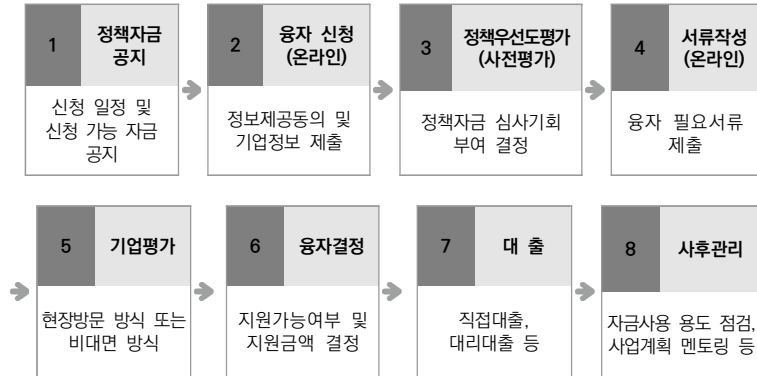 1
정책자금
공지
신청 일정 및
신청 가능 자금
공지
2
융자 신청
(온라인)
정보제공동의 및
기업정보 제출
3
정책우선도평가
(사전평가)
정책자금 심사기회
부여 결정
4
서류작성
(온라인)
융자 필요서류
제출
5
기업평가
현장방문 방식 또는
비대면 방식
6
융자결정
지원가능여부 및
지원금액 결정
7
대 출
직접대출,
대리대출 등
8
사후관리
자금사용 용도 점검,
사업계획 멘토링 등